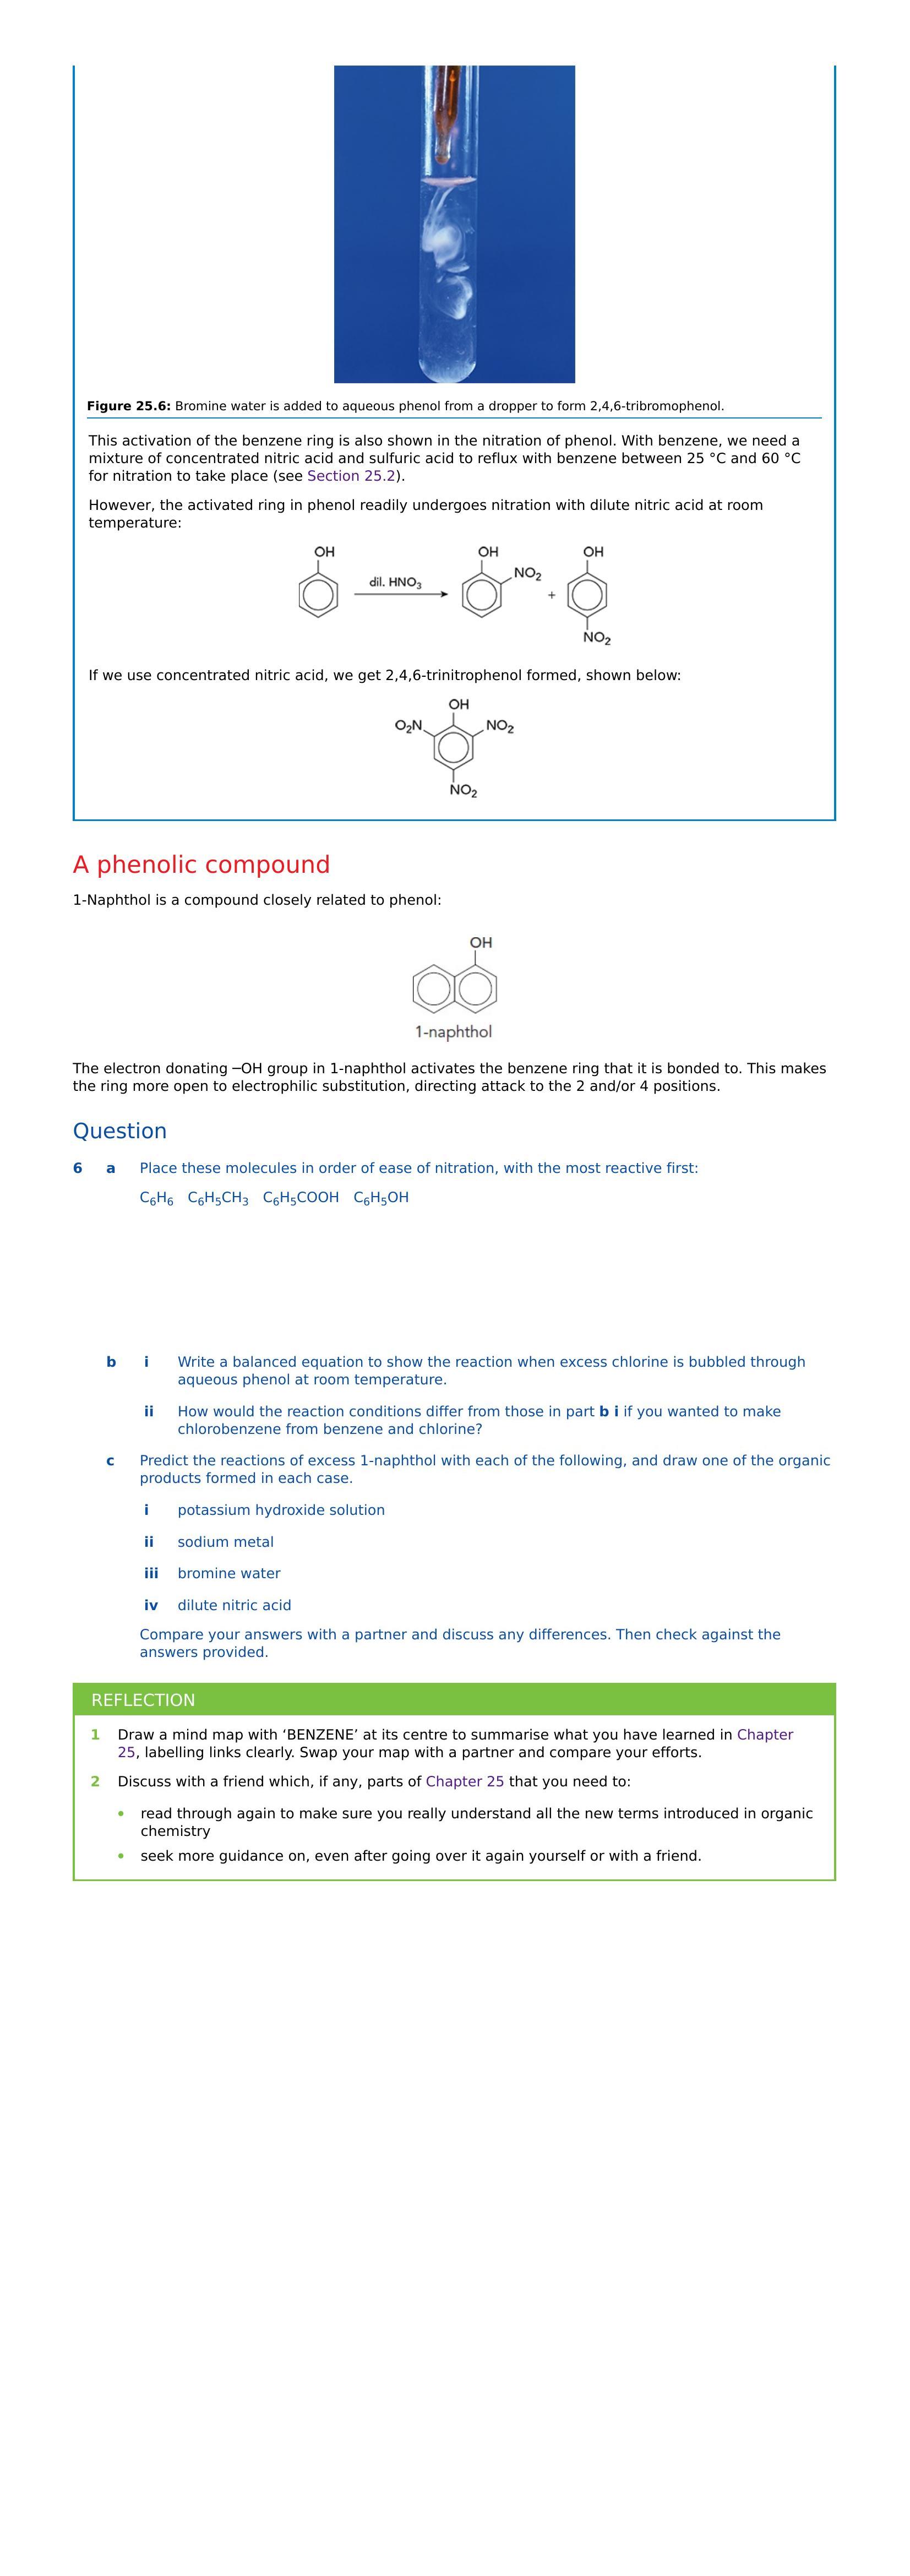 Figure 25.6: Bromine water is added to aqueous phenol from a dropper to form 2,4,6-tribromophenol.
This activation of the benzene ring is also shown in the nitration of phenol. With benzene, we need a
mixture of concentrated nitric acid and sulfuric acid to reflux with benzene between 25 °C and 60 °C
for nitration to take place (see Section 25.2).
However, the activated ring in phenol readily undergoes nitration with dilute nitric acid at room
temperature:
OH OH OH
dil. HNO₃ NO₂ +
NO₂
If we use concentrated nitric acid, we get 2,4,6-trinitrophenol formed, shown below:
OH
O₂N NO₂
NO₂
A phenolic compound
1-Naphthol is a compound closely related to phenol:
OH
1-naphthol
The electron donating −OH group in 1-naphthol activates the benzene ring that it is bonded to. This makes
the ring more open to electrophilic substitution, directing attack to the 2 and/or 4 positions.
Question
6 a Place these molecules in order of ease of nitration, with the most reactive first:
C₆H₆ C₆H₅CH₃ C₆H₅COOH C₆H₅OH
b i Write a balanced equation to show the reaction when excess chlorine is bubbled through
aqueous phenol at room temperature.
ii How would the reaction conditions differ from those in part b i if you wanted to make
chlorobenzene from benzene and chlorine?
c Predict the reactions of excess 1-naphthol with each of the following, and draw one of the organic
products formed in each case.
i potassium hydroxide solution
ii sodium metal
iii bromine water
iv dilute nitric acid
Compare your answers with a partner and discuss any differences. Then check against the
answers provided.
REFLECTION
1 Draw a mind map with ‘BENZENE’ at its centre to summarise what you have learned in Chapter
25, labelling links clearly. Swap your map with a partner and compare your efforts.
2 Discuss with a friend which, if any, parts of Chapter 25 that you need to:
• read through again to make sure you really understand all the new terms introduced in organic
chemistry
• seek more guidance on, even after going over it again yourself or with a friend.